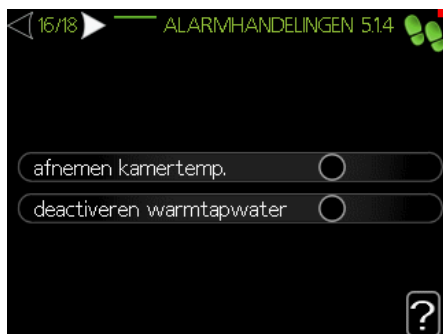 16/18 ALARMHANDELINGEN 5.1.4
afnemen kamertemp.
deactiveren warmtapwater
?